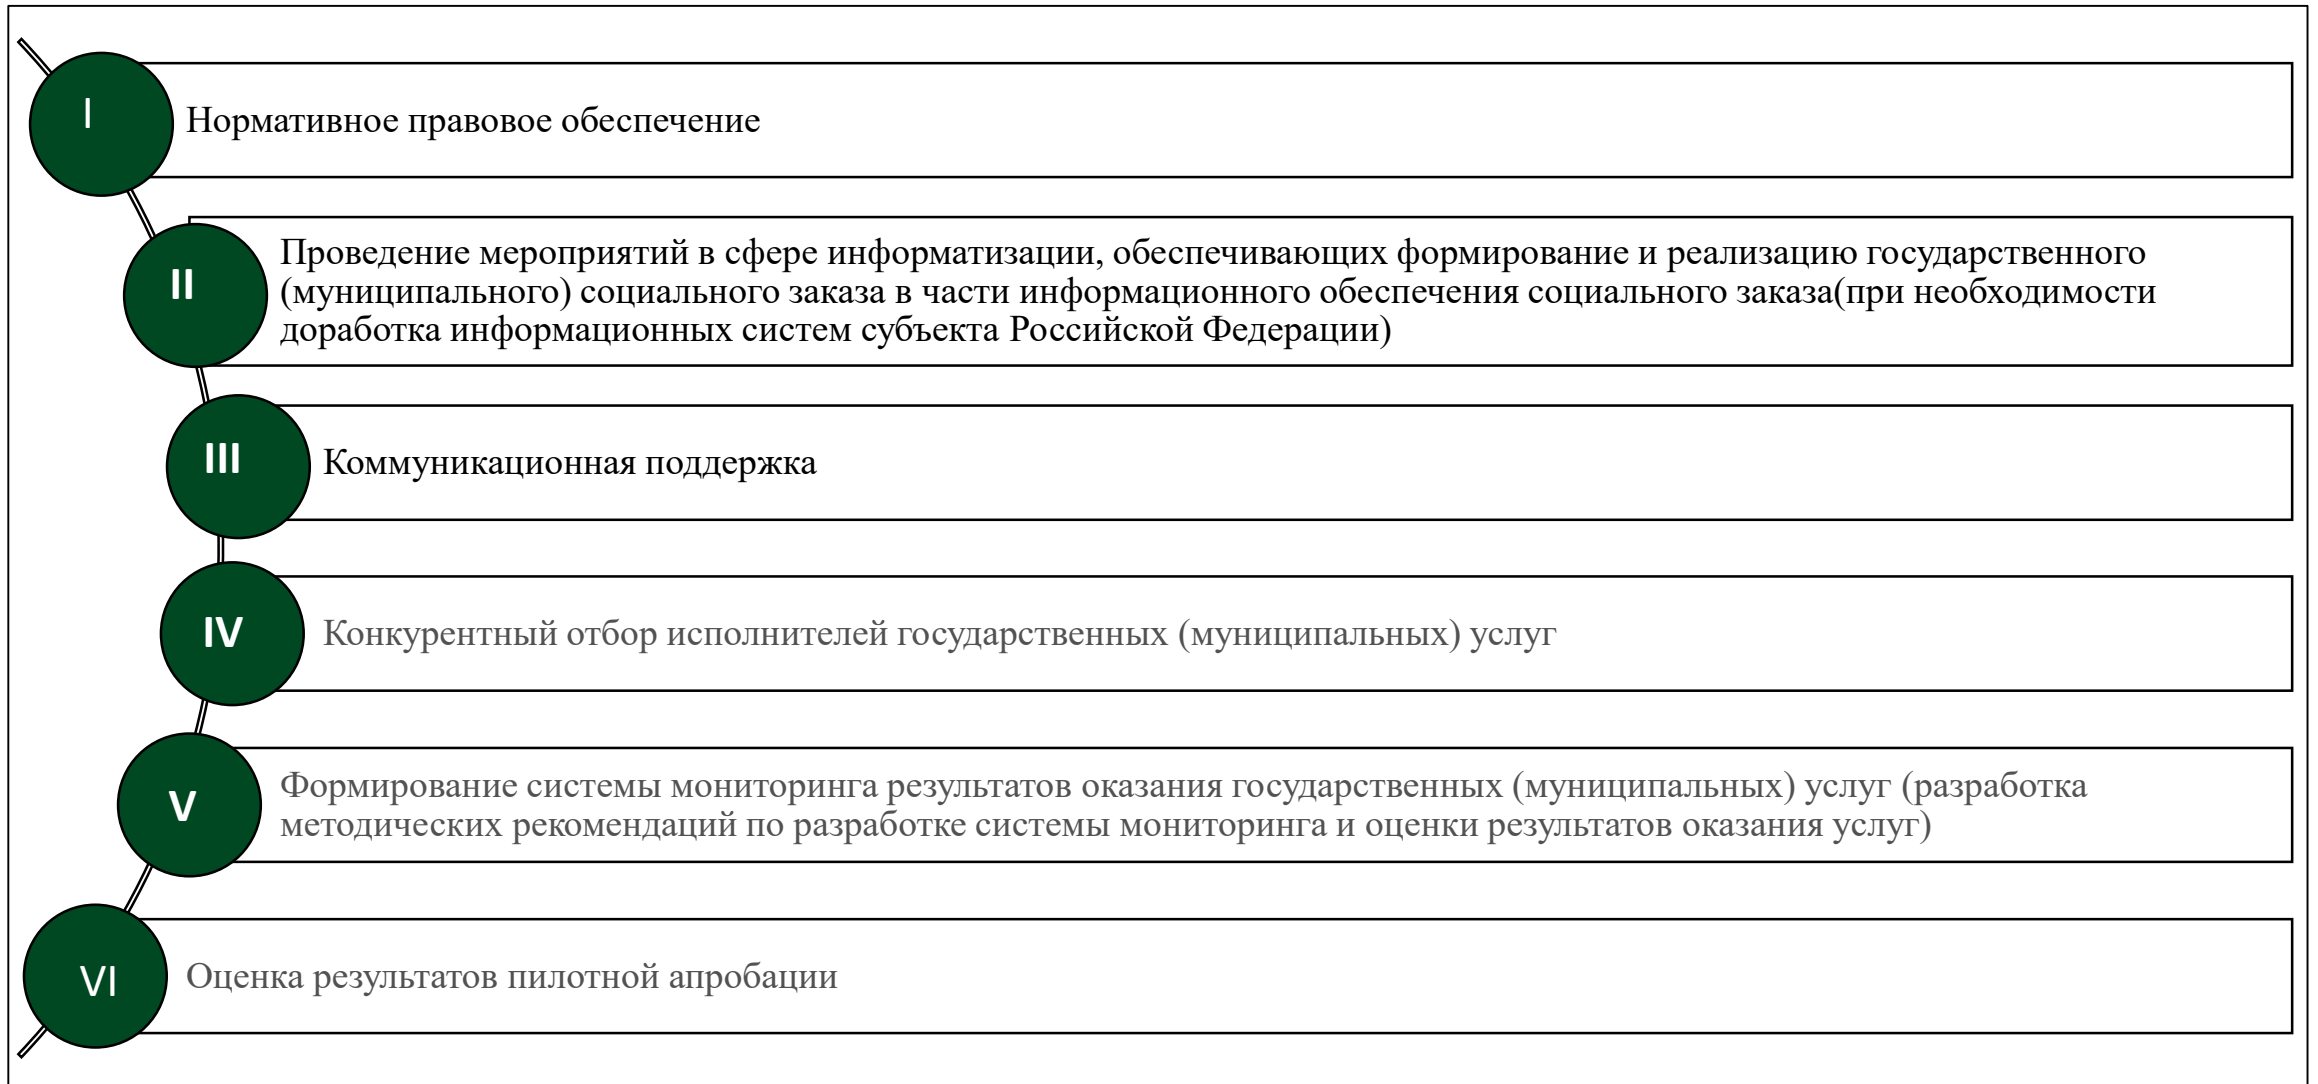 I
Нормативное правовое обеспечение
II
Проведение мероприятий в сфере информатизации, обеспечивающих формирование и реализацию государственного
(муниципального) социального заказа в части информационного обеспечения социального заказа(при необходимости
доработка информационных систем субъекта Российской Федерации)
III
Коммуникационная поддержка
IV
Конкурентный отбор исполнителей государственных (муниципальных) услуг
V
Формирование системы мониторинга результатов оказания государственных (муниципальных) услуг (разработка
методических рекомендаций по разработке системы мониторинга и оценки результатов оказания услуг)
VI
Оценка результатов пилотной апробации